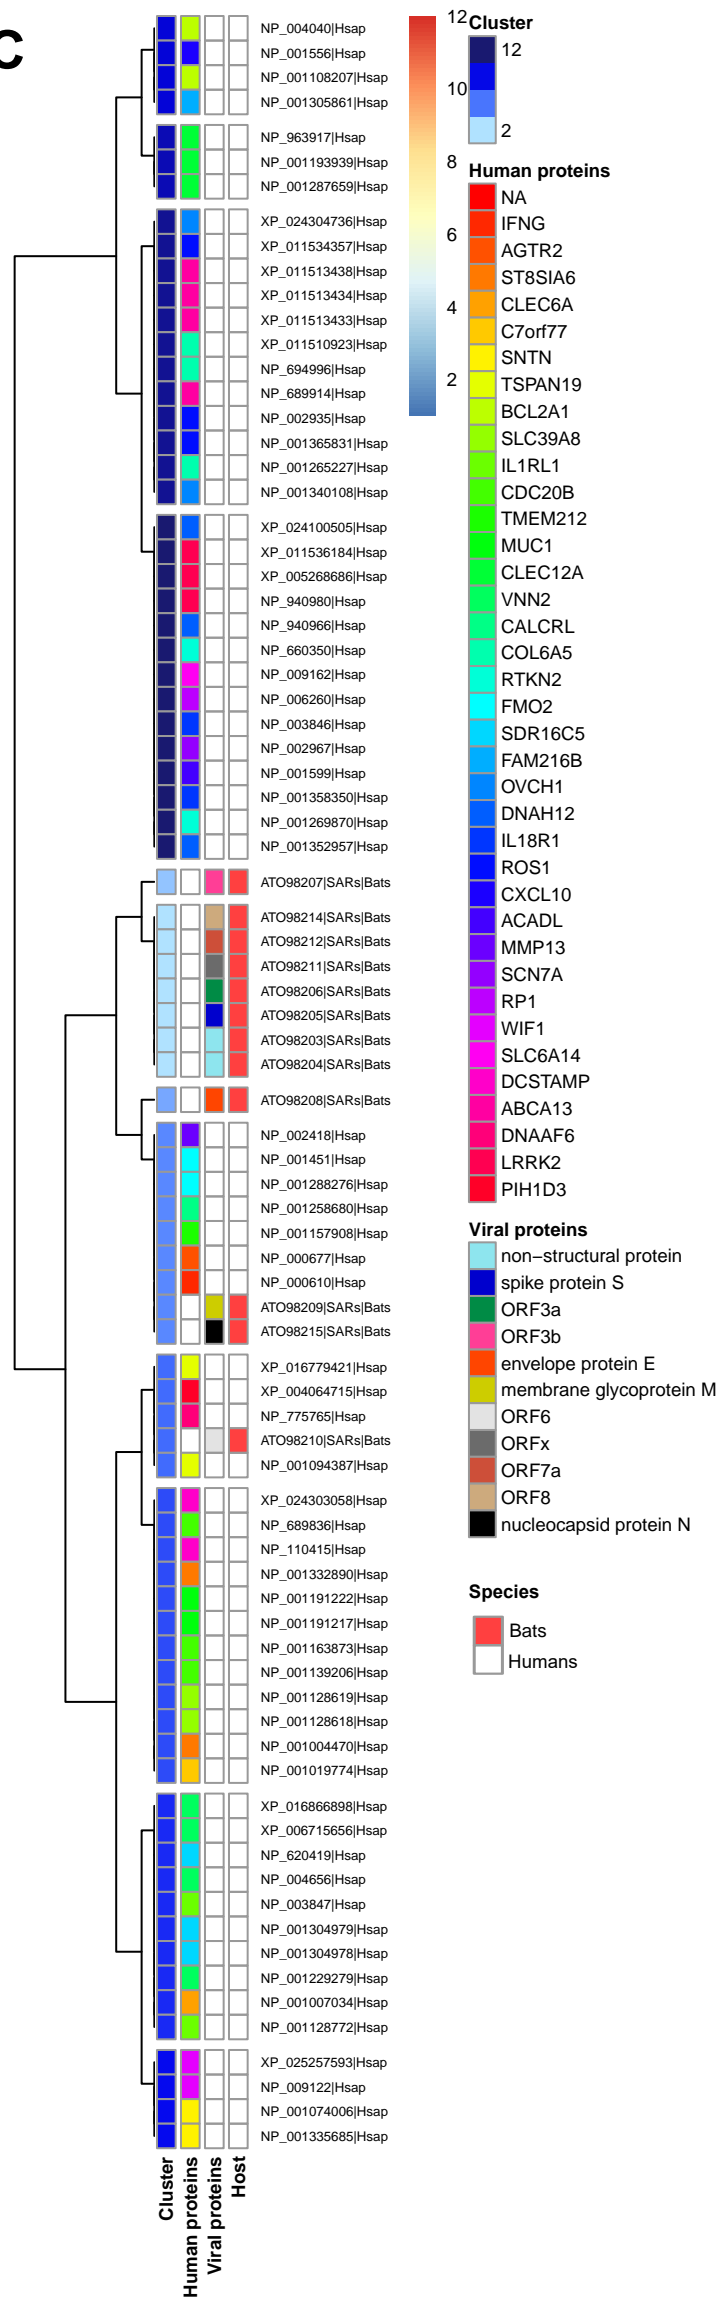 C
NP_004040|Hsap
NP_001556|Hsap
NP_001108207|Hsap
NP_001305861|Hsap
NP_963917|Hsap
NP_001193939|Hsap
NP_001287659|Hsap
XP_024304736|Hsap
XP_011534357|Hsap
XP_011513438|Hsap
XP_011513434|Hsap
XP_011513433|Hsap
XP_011510923|Hsap
NP_694996|Hsap
NP_689914|Hsap
NP_002935|Hsap
NP_001365831|Hsap
NP_001265227|Hsap
NP_001340108|Hsap
XP_024100505|Hsap
XP_011536184|Hsap
XP_005268686|Hsap
NP_940980|Hsap
NP_940966|Hsap
NP_660350|Hsap
NP_009162|Hsap
NP_006260|Hsap
NP_003846|Hsap
NP_002967|Hsap
NP_001599|Hsap
NP_001358350|Hsap
NP_001269870|Hsap
NP_001352957|Hsap
ATO98207|SARs|Bats
ATO98214|SARs|Bats
ATO98212|SARs|Bats
ATO98211|SARs|Bats
ATO98206|SARs|Bats
ATO98205|SARs|Bats
ATO98203|SARs|Bats
ATO98204|SARs|Bats
ATO98208|SARs|Bats
NP_002418|Hsap
NP_001451|Hsap
NP_001288276|Hsap
NP_001258680|Hsap
NP_001157908|Hsap
NP_000677|Hsap
NP_000610|Hsap
ATO98209|SARs|Bats
ATO98215|SARs|Bats
XP_016779421|Hsap
XP_004064715|Hsap
NP_775765|Hsap
ATO98210|SARs|Bats
NP_001094387|Hsap
XP_024303058|Hsap
NP_689836|Hsap
NP_110415|Hsap
NP_001332890|Hsap
NP_001191222|Hsap
NP_001191217|Hsap
NP_001163873|Hsap
NP_001139206|Hsap
NP_001128619|Hsap
NP_001128618|Hsap
NP_001004470|Hsap
NP_001019774|Hsap
XP_016866898|Hsap
XP_006715656|Hsap
NP_620419|Hsap
NP_004656|Hsap
NP_003847|Hsap
NP_001304979|Hsap
NP_001304978|Hsap
NP_001229279|Hsap
NP_001007034|Hsap
NP_001128772|Hsap
XP_025257593|Hsap
NP_009122|Hsap
NP_001074006|Hsap
NP_001335685|Hsap
Cluster
Human proteins
Viral proteins
Host
12
10
8
6
4
2
Cluster
12
2
Human proteins
NA
IFNG
AGTR2
ST8SIA6
CLEC6A
C7orf77
SNTN
TSPAN19
BCL2A1
SLC39A8
IL1RL1
CDC20B
TMEM212
MUC1
CLEC12A
VNN2
CALCRL
COL6A5
RTKN2
FMO2
SDR16C5
FAM216B
OVCH1
DNAH12
IL18R1
ROS1
CXCL10
ACADL
MMP13
SCN7A
RP1
WIF1
SLC6A14
DCSTAMP
ABCA13
DNAAF6
LRRK2
PIH1D3
Viral proteins
non−structural protein
spike protein S
ORF3a
ORF3b
envelope protein E
membrane glycoprotein M
ORF6
ORFx
ORF7a
ORF8
nucleocapsid protein N
Species
Bats
Humans